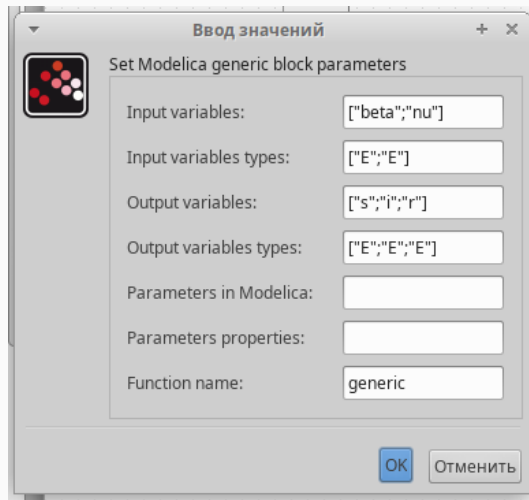 Ввод значений
Set Modelica generic block parameters
Input variables: ["beta";"nu"]
Input variables types: ["E";"E"]
Output variables: ["s";"i";"r"]
Output variables types: ["E";"E";"E"]
Parameters in Modelica:
Parameters properties:
Function name: generic
OK Отменить